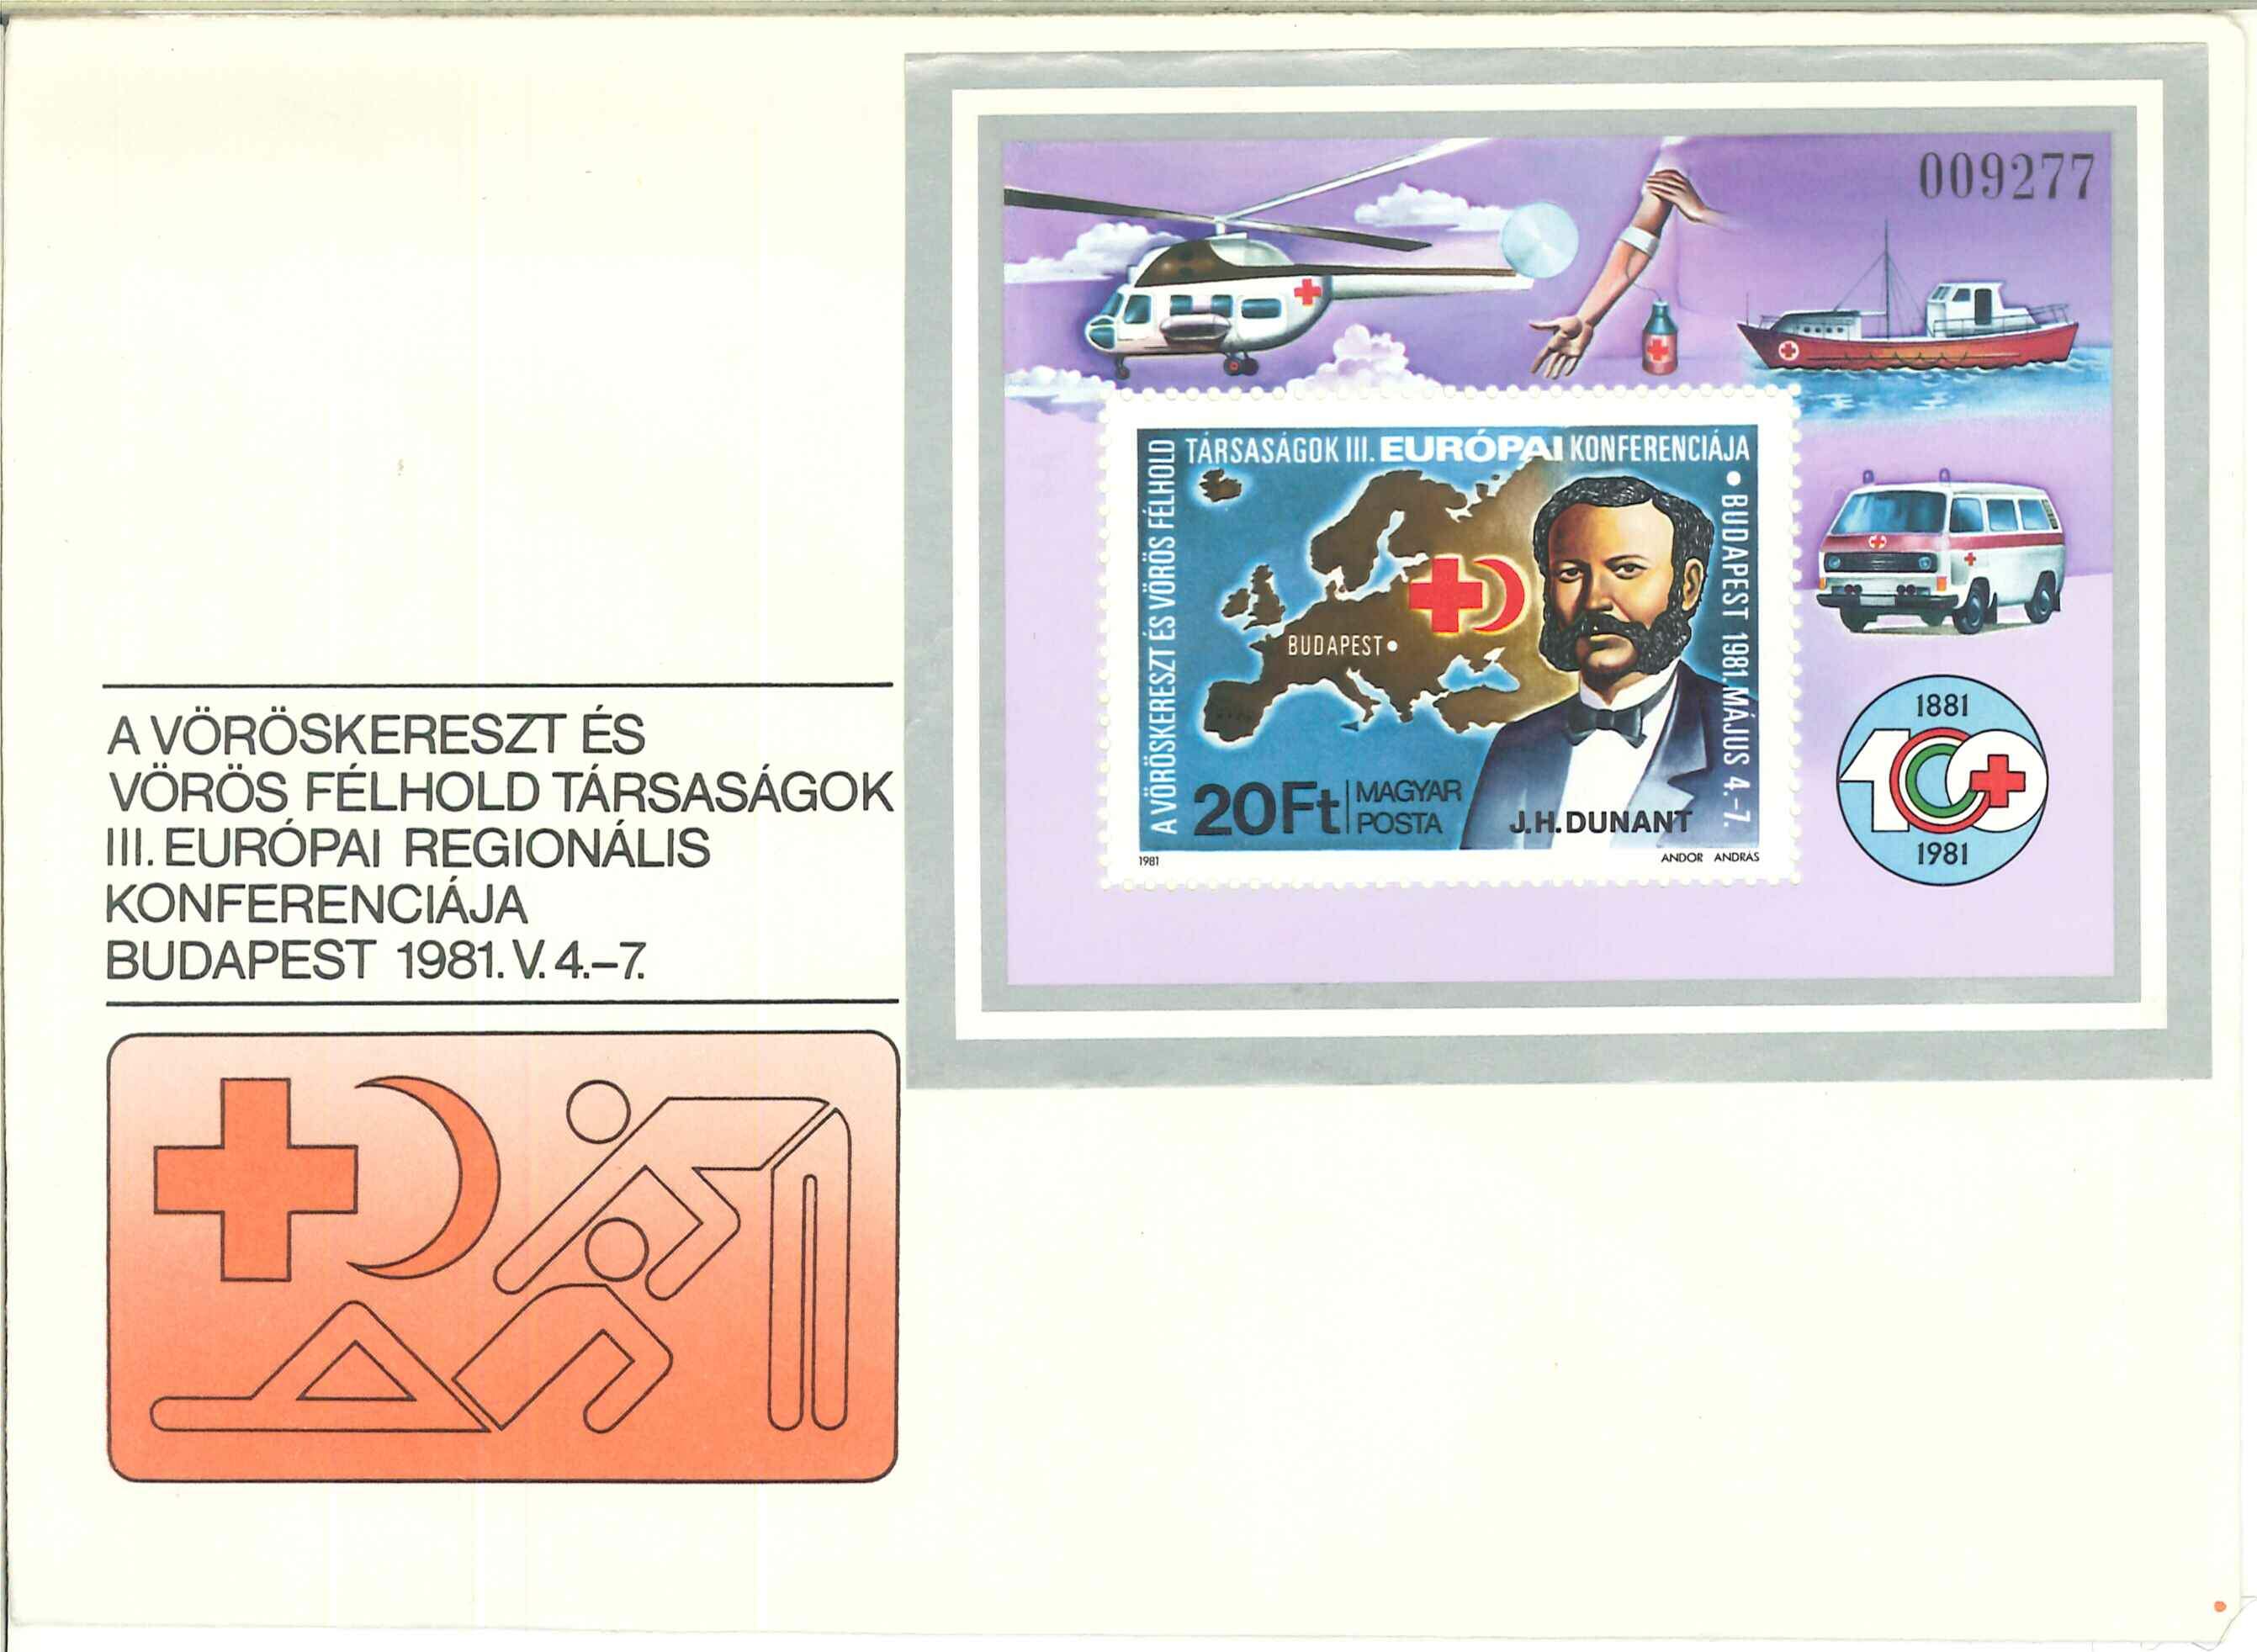 009277
A VÖRÖSKERESZT ÉS VÖRÖS FÉLHOLD
TÁRSASÁGOK III. EURÓPAI KONFERENCIÁJA
• BUDAPEST 1981. MÁJUS 4.–7.
BUDAPEST
20Ft
MAGYAR
POSTA
J.H. DUNANT
1981
ANDOR ANDRÁS
1881
100
1981
A VÖRÖSKERESZT ÉS
VÖRÖS FÉLHOLD TÁRSASÁGOK
III. EURÓPAI REGIONÁLIS
KONFERENCIÁJA
BUDAPEST 1981. V. 4.–7.